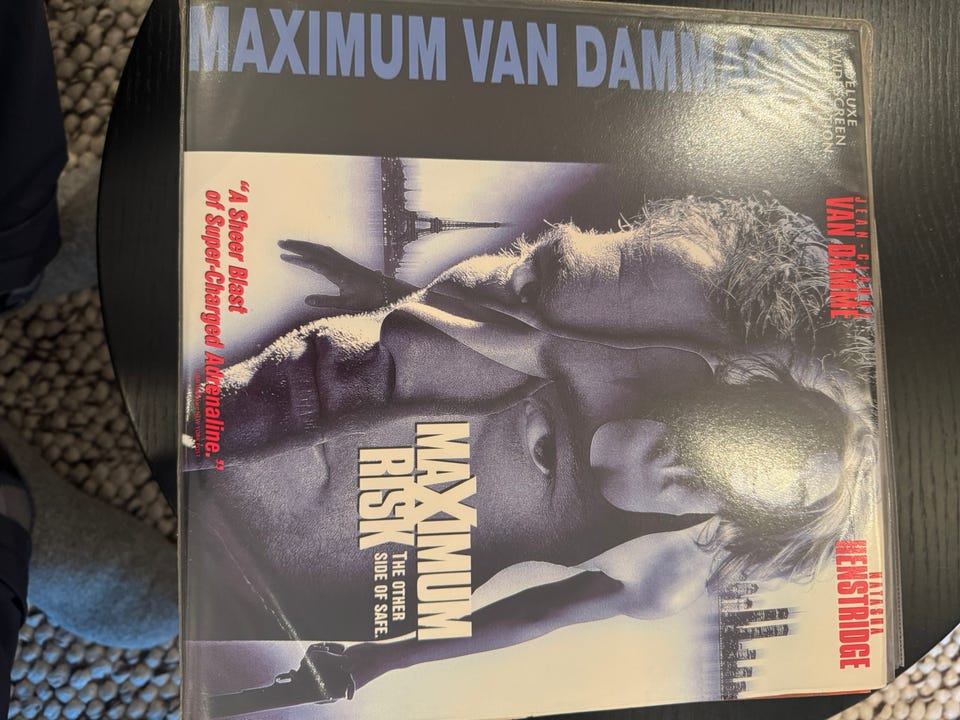 MAXIMUM VAN DAMMAGE
DELUXE
WIDESCREEN
EDITION
JEAN-CLAUDE
VAN DAMME
NATASHA
HENSTRIDGE
"A Sheer Blast
of Super-Charged Adrenaline."
MAXIMUM
RISK
THE OTHER
SIDE OF SAFE.